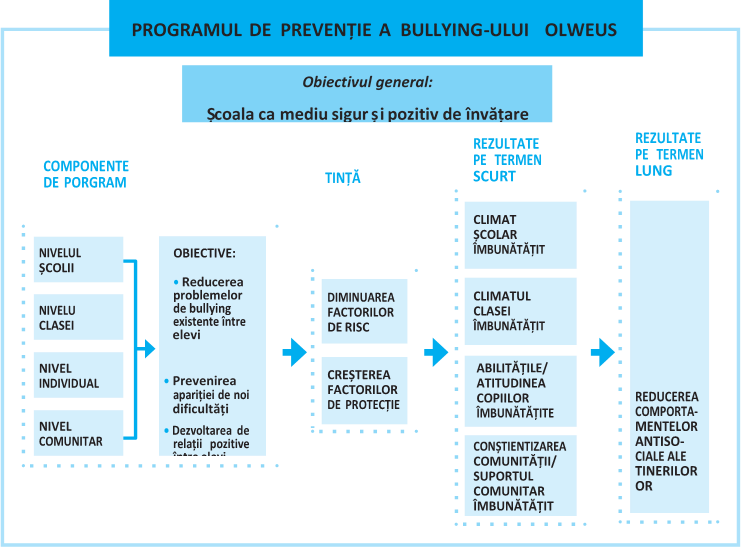 PROGRAMUL DE PREVENȚIE A BULLYING-ULUI OLWEUS
Obiectivul general:
Școala ca mediu sigur și pozitiv de învățare
COMPONENTE
DE PORGRAM
NIVELUL
ȘCOLII
NIVELU
CLASEI
NIVEL
INDIVIDUAL
NIVEL
COMUNITAR
OBIECTIVE:
• Reducerea
problemelor
de bullying
existente între
elevi
• Prevenirea
apariției de noi
dificultăți
• Dezvoltarea de
relații pozitive
între elevi
TINȚĂ
DIMINUAREA
FACTORILOR
DE RISC
CREȘTEREA
FACTORILOR
DE PROTECȚIE
REZULTATE
PE TERMEN
SCURT
CLIMAT
ȘCOLAR
ÎMBUNĂTĂȚIT
CLIMATUL
CLASEI
ÎMBUNĂTĂȚIT
ABILITĂȚILE/
ATITUDINEA
COPIILOR
ÎMBUNĂTĂȚITE
CONȘTIENTIZAREA
COMUNITĂȚII/
SUPORTUL
COMUNITAR
ÎMBUNĂTĂȚIT
REZULTATE
PE TERMEN
LUNG
REDUCEREA
COMPORTA-
MENTELOR
ANTISO-
CIALE ALE
TINERILOR
OR